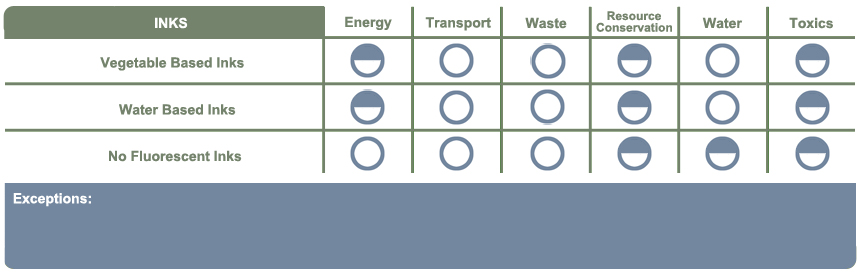 INKS Energy Transport Waste Resource Conservation Water Toxics
Vegetable Based Inks
Water Based Inks
No Fluorescent Inks
Exceptions: